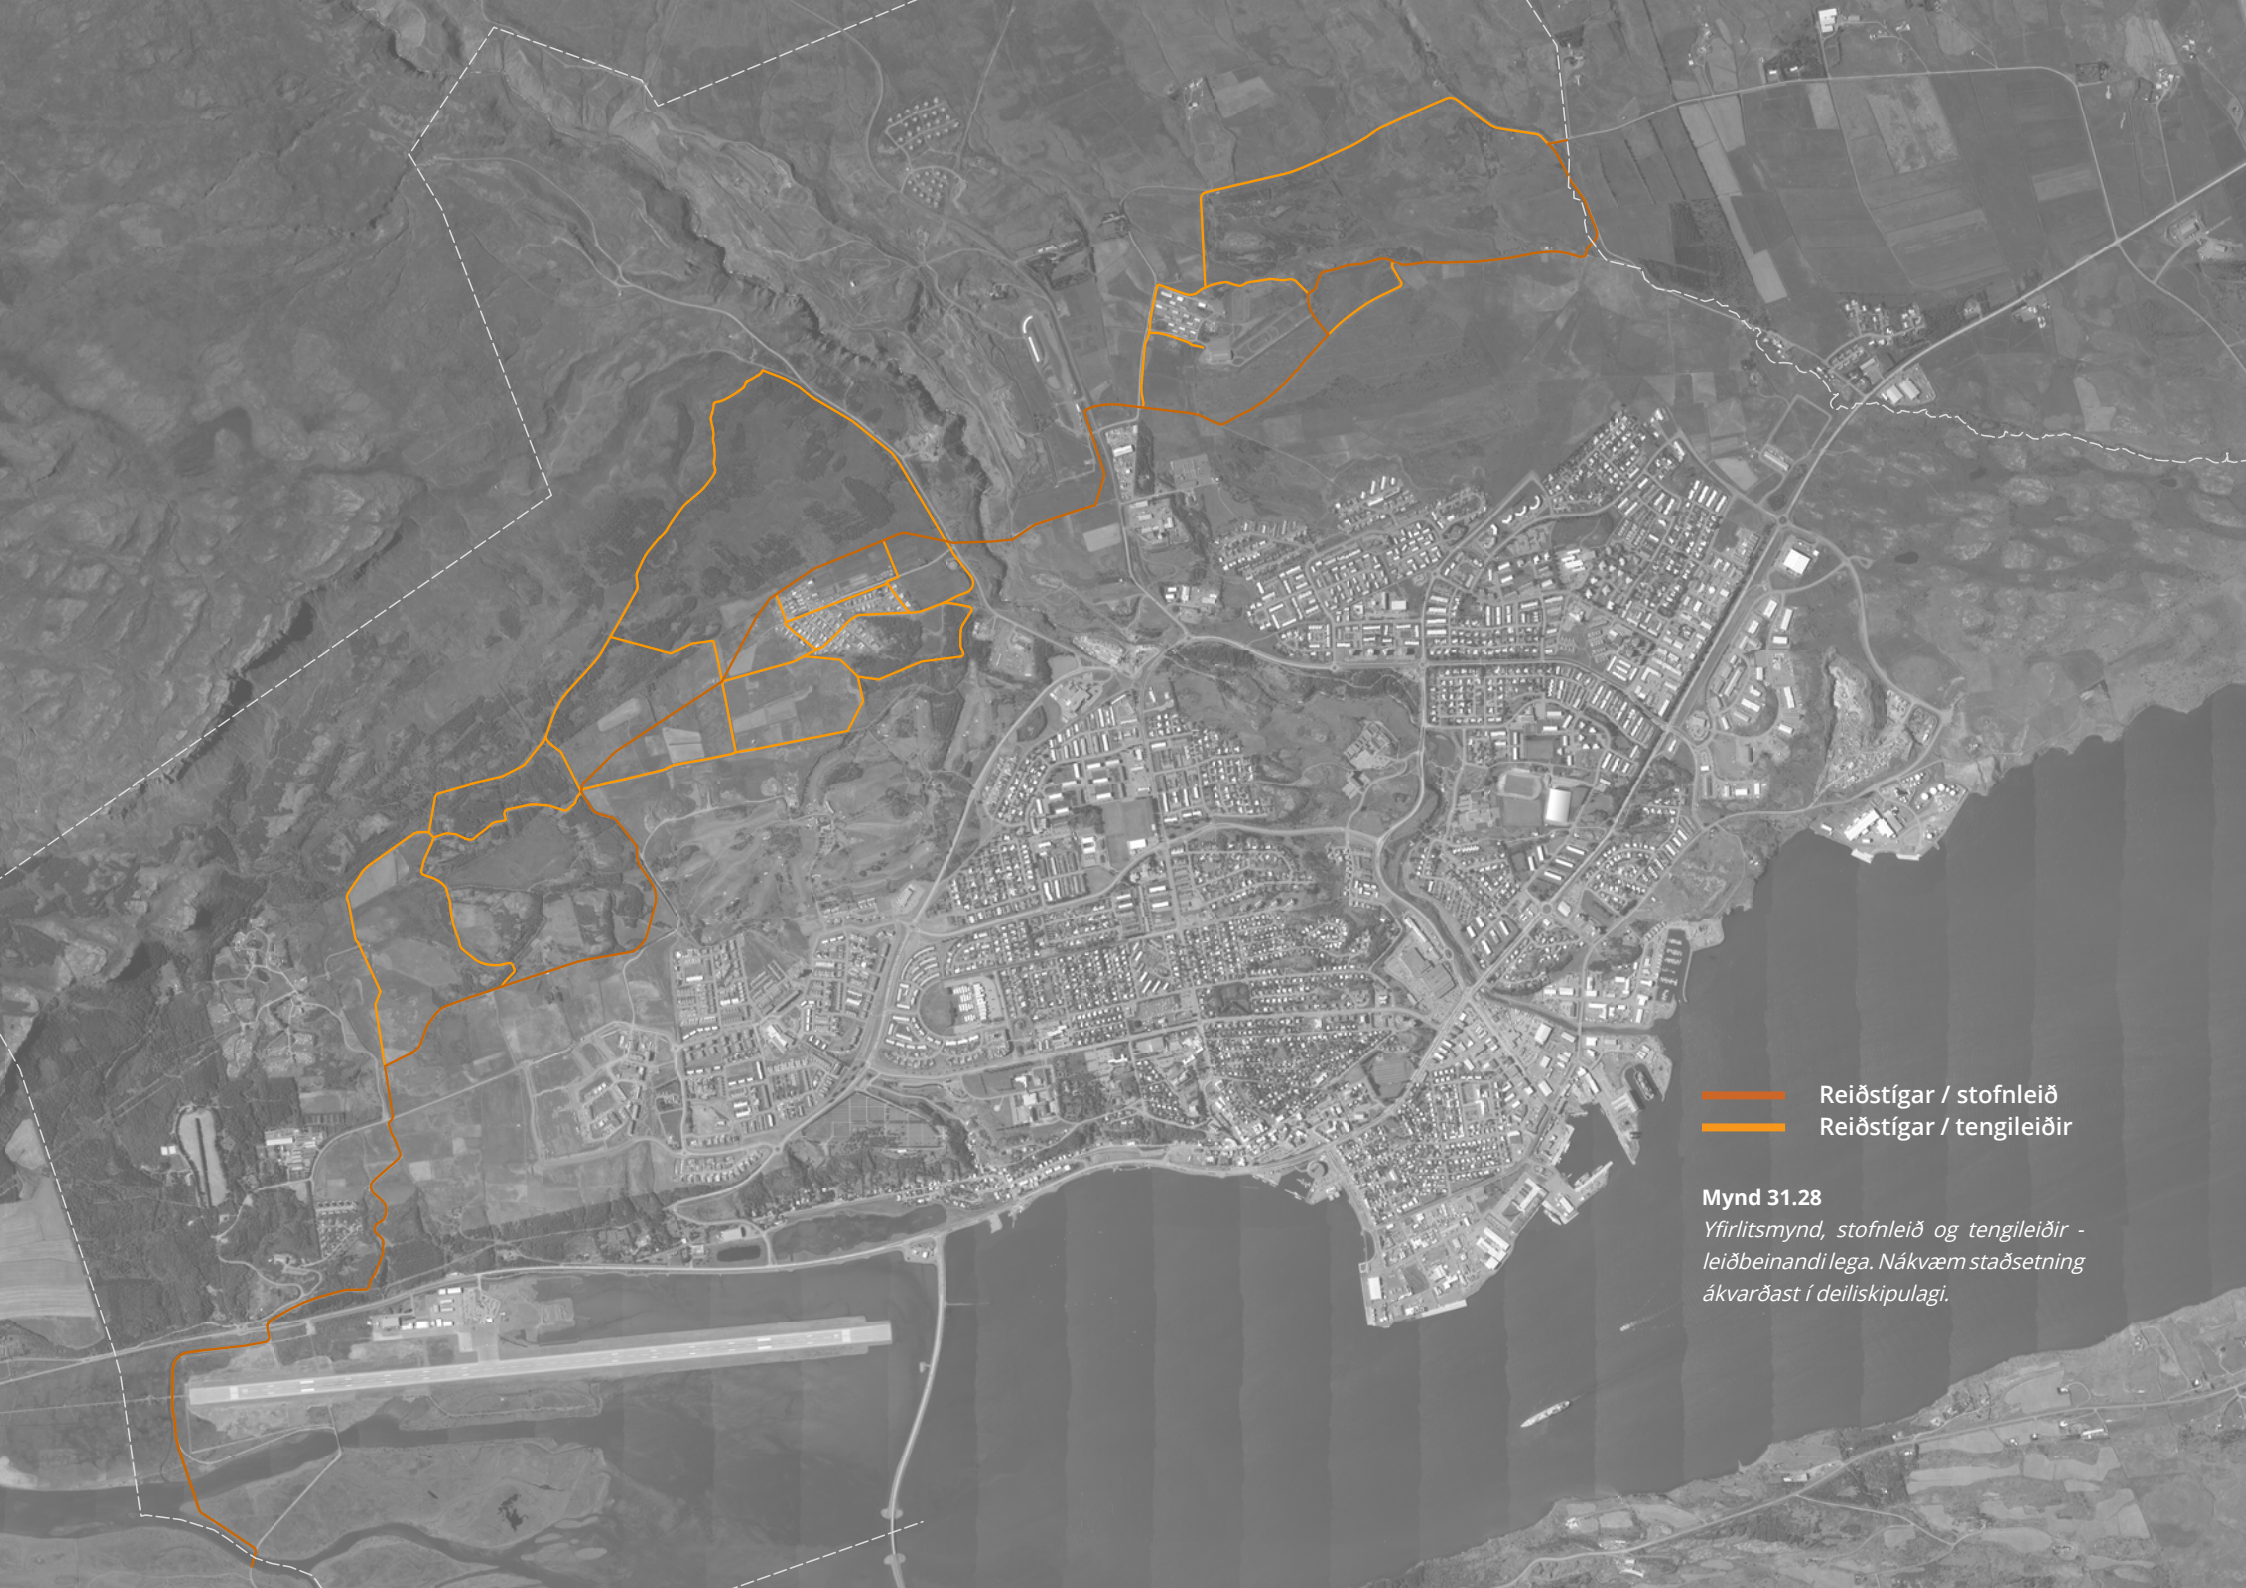 Reiðstígar / stofnleið
Reiðstígar / tengileiðir
Mynd 31.28
Yfirlitsmynd, stofnleið og tengileiðir -
leiðbeinandi lega. Nákvæm staðsetning
ákvarðast í deiliskipulagi.